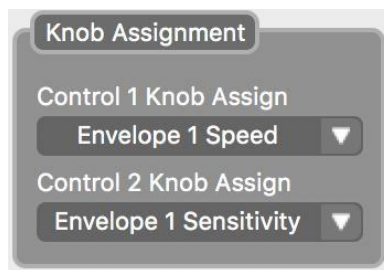 Knob Assignment
Control 1 Knob Assign
Envelope 1 Speed
Control 2 Knob Assign
Envelope 1 Sensitivity